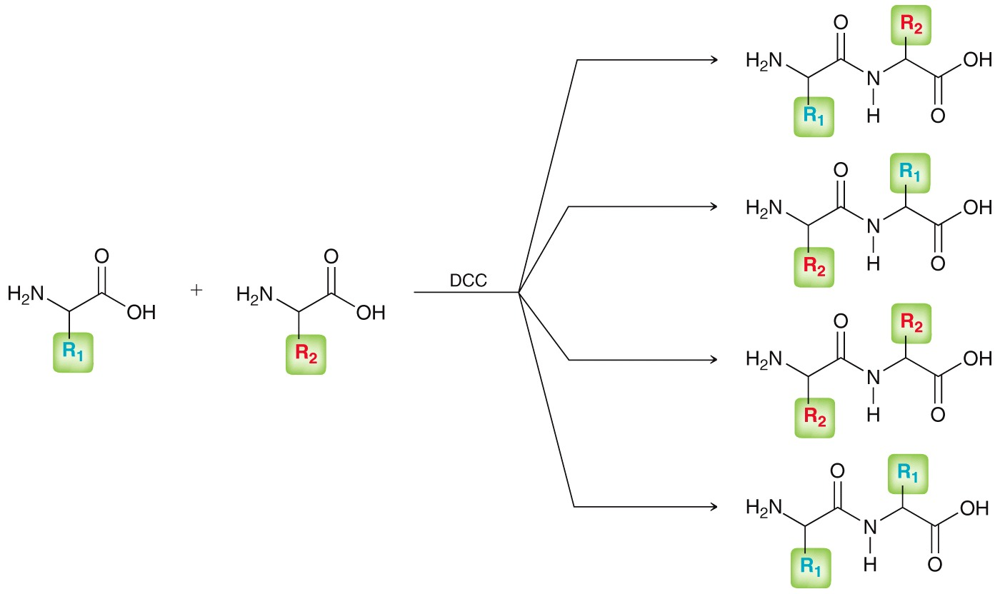 H₂N O OH R₁
+
H₂N O OH R₂
DCC
H₂N R₁ O N H R₂ OH O
H₂N R₂ O N H R₁ OH O
H₂N R₂ O N H R₂ OH O
H₂N R₁ O N H R₁ OH O